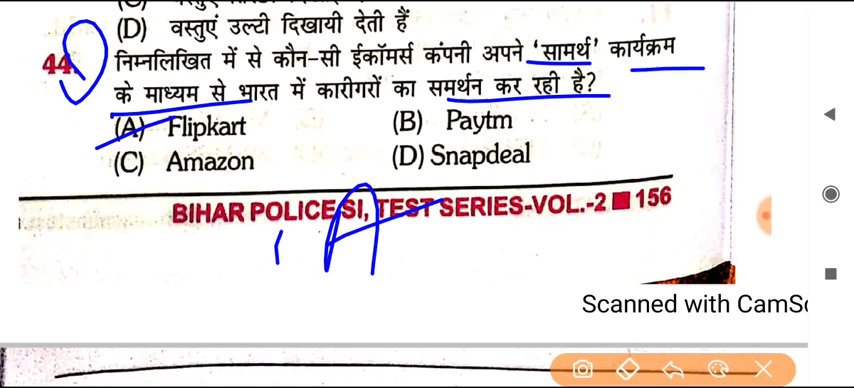 (D) वस्तुएं उल्टी दिखायी देती हैं
44. निम्नलिखित में से कौन-सी ईकॉमर्स कंपनी अपने 'सामर्थ' कार्यक्रम
के माध्यम से भारत में कारीगरों का समर्थन कर रही है?
(A) Flipkart (B) Paytm
(C) Amazon (D) Snapdeal
BIHAR POLICE SI, TEST SERIES-VOL.-2 ■ 156
A
Scanned with CamSc